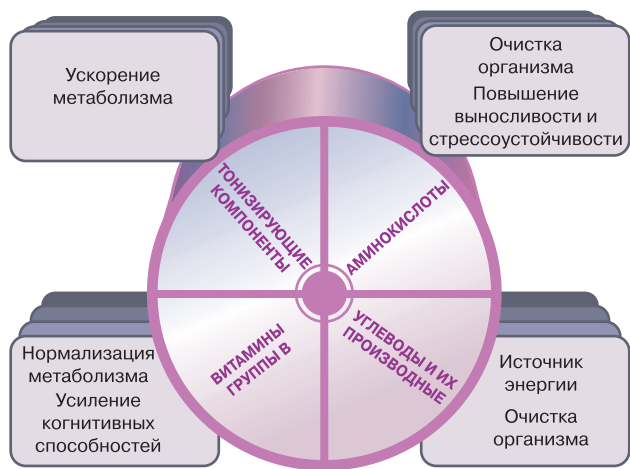 Ускорение
метаболизма
Очистка
организма
Повышение
выносливости и
стрессоустойчивости
ТОНИЗИРУЮЩИЕ
КОМПОНЕНТЫ
АМИНОКИСЛОТЫ
ВИТАМИНЫ
ГРУППЫ В
УГЛЕВОДЫ И ИХ
ПРОИЗВОДНЫЕ
Нормализация
метаболизма
Усиление
когнитивных
способностей
Источник
энергии
Очистка
организма